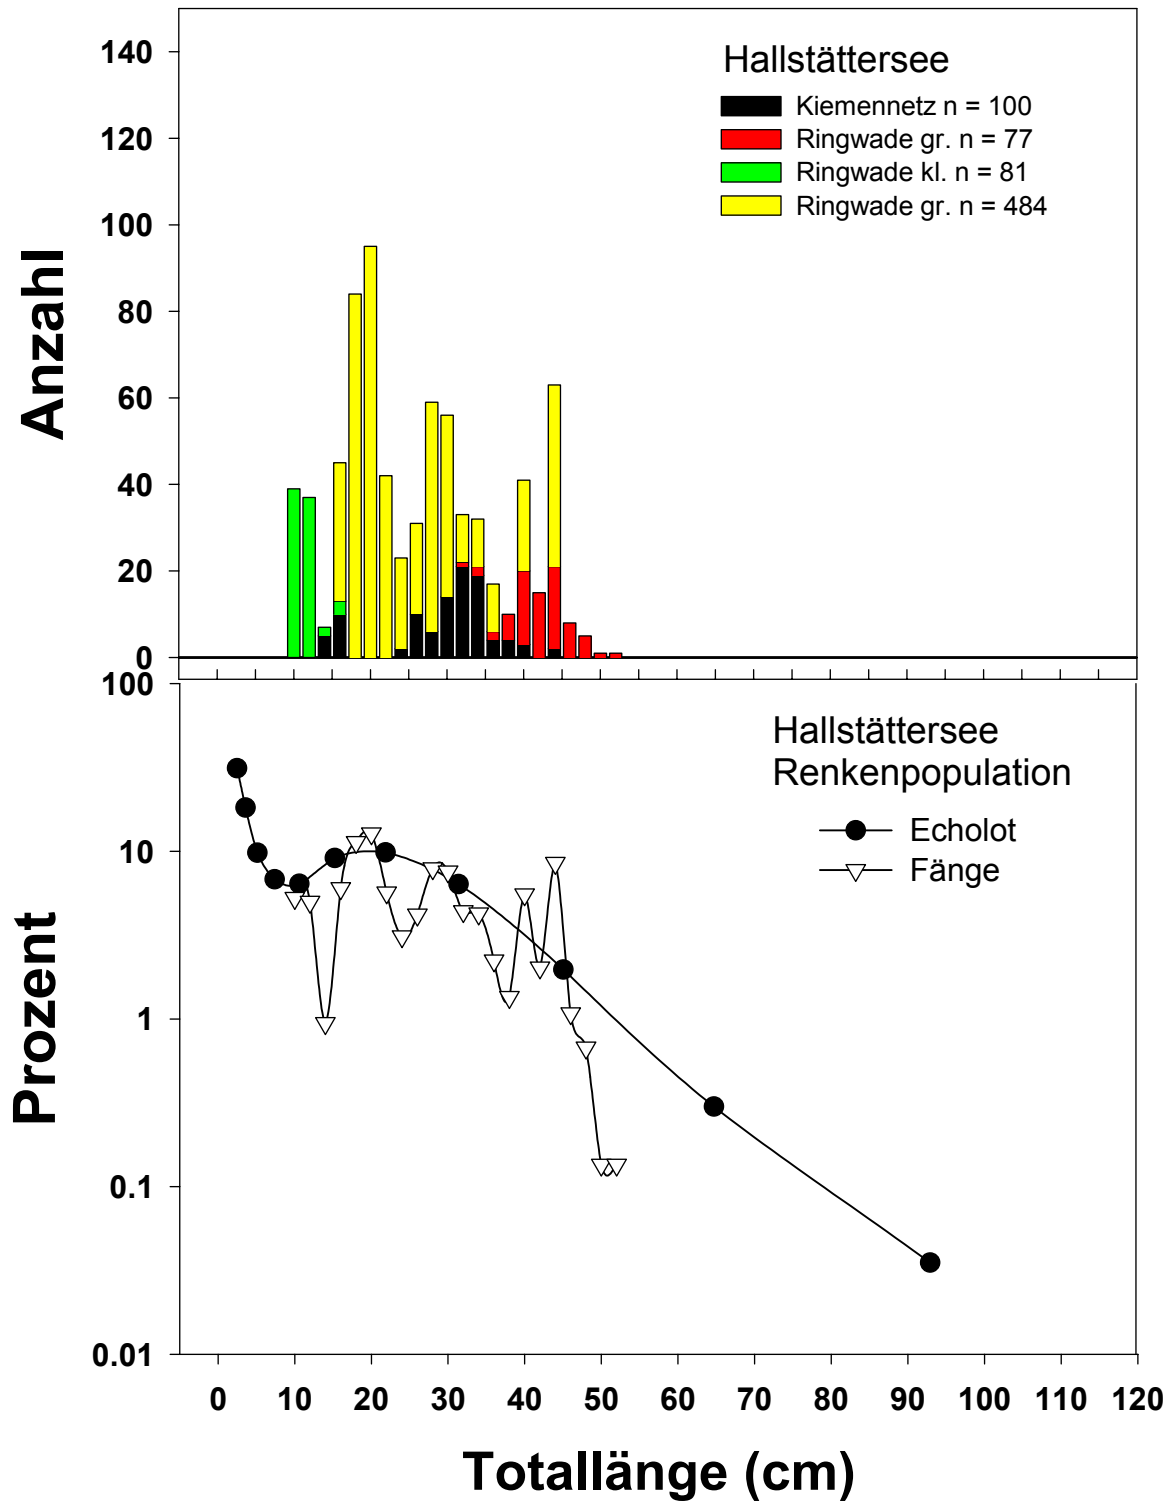 Hallstättersee
Kiemennetz n = 100
Ringwade gr. n = 77
Ringwade kl. n = 81
Ringwade gr. n = 484
Anzahl
140
120
100
80
60
40
20
0
Hallstättersee
Renkenpopulation
Echolot
Fänge
Prozent
100
10
1
0.1
0.01
0 10 20 30 40 50 60 70 80 90 100 110 120
Totallänge (cm)